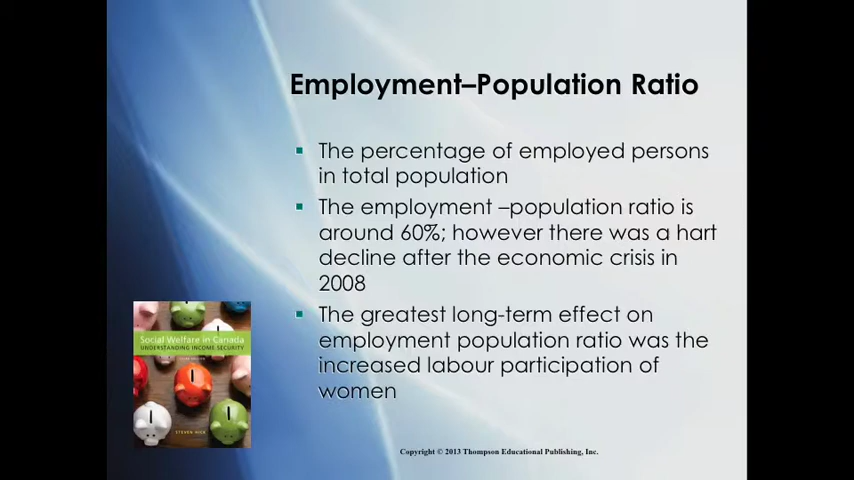 Employment–Population Ratio
▪ The percentage of employed persons
in total population
▪ The employment –population ratio is
around 60%; however there was a hart
decline after the economic crisis in
2008
▪ The greatest long-term effect on
employment population ratio was the
increased labour participation of
women
Social Welfare in Canada
UNDERSTANDING INCOME SECURITY
STEVEN HICK
Copyright © 2013 Thompson Educational Publishing, Inc.